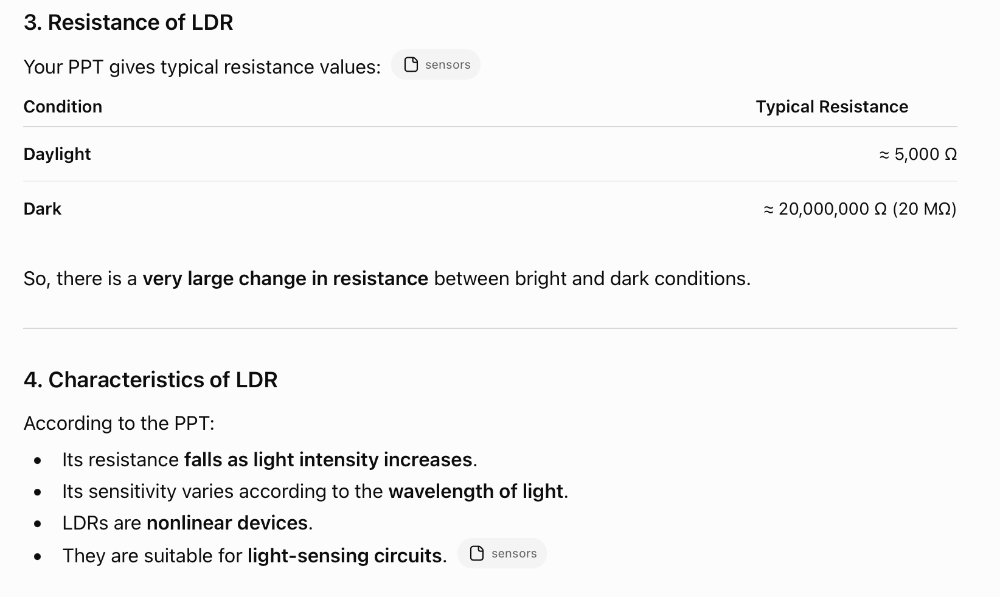 3. Resistance of LDR
Your PPT gives typical resistance values: sensors
Condition Typical Resistance
Daylight ≈ 5,000 Ω
Dark ≈ 20,000,000 Ω (20 MΩ)
So, there is a very large change in resistance between bright and dark conditions.
4. Characteristics of LDR
According to the PPT:
• Its resistance falls as light intensity increases.
• Its sensitivity varies according to the wavelength of light.
• LDRs are nonlinear devices.
• They are suitable for light-sensing circuits. sensors